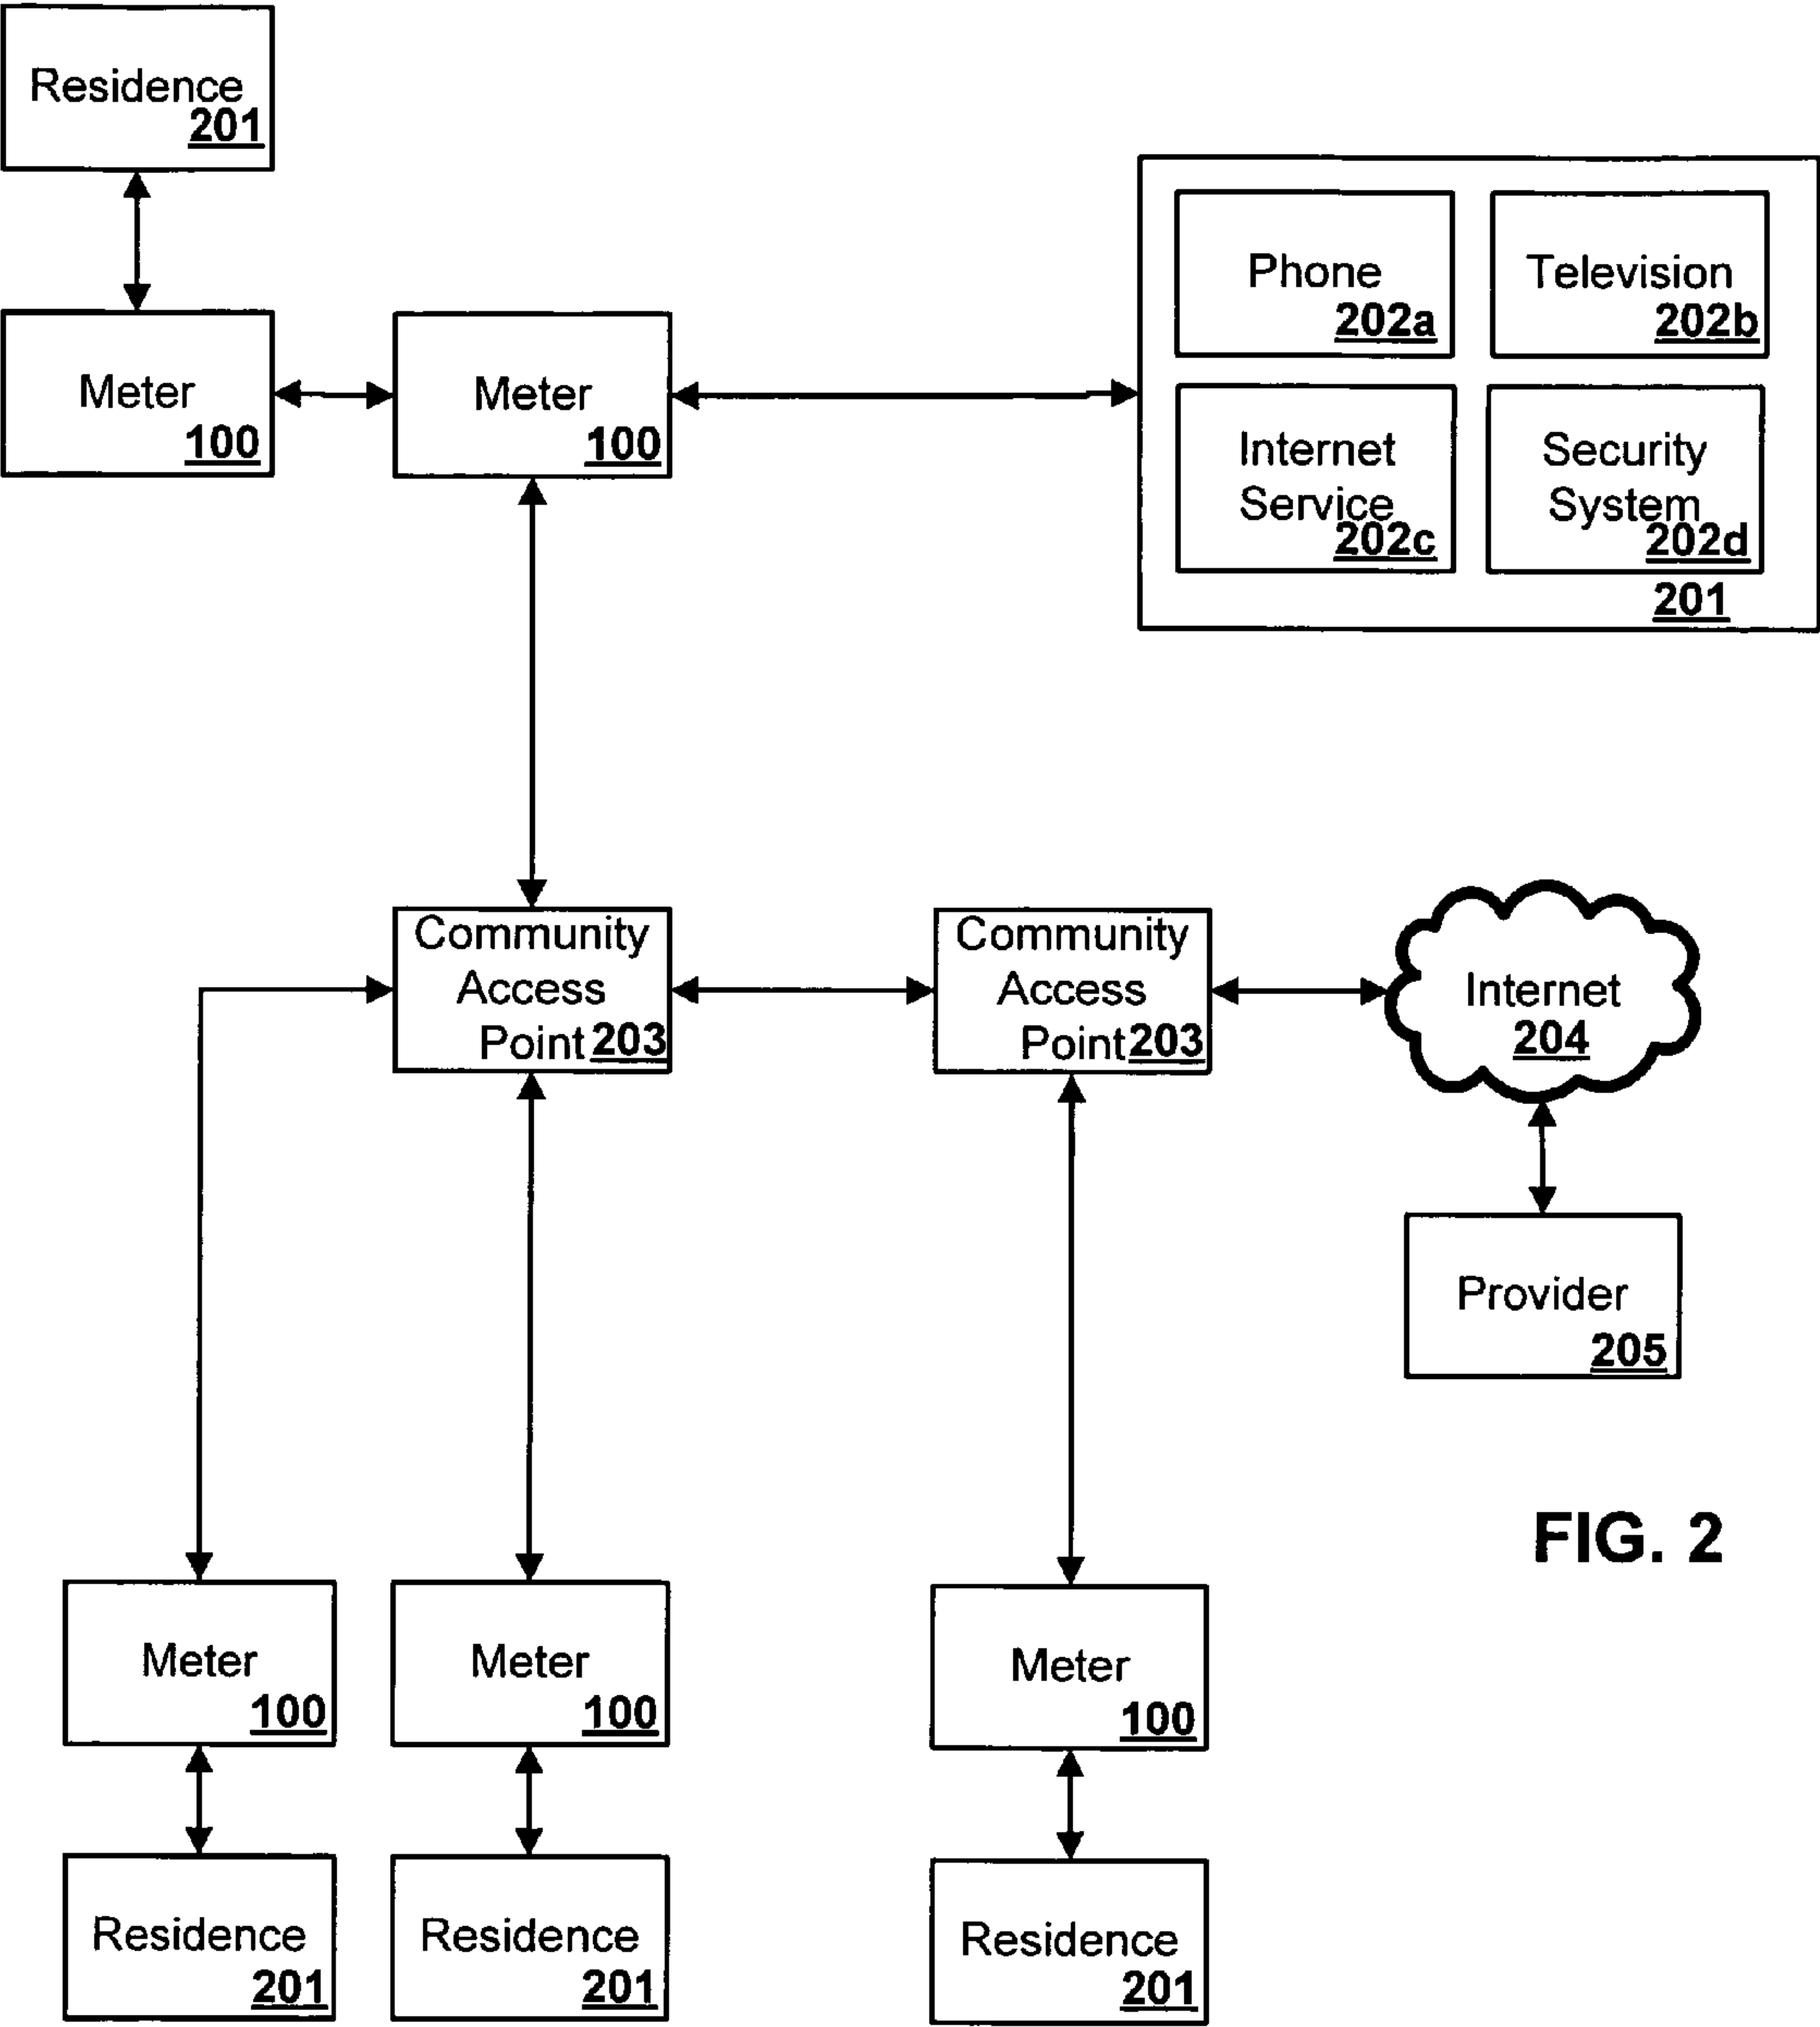 Residence
201
Phone
202a
Television
202b
Meter
100
Meter
100
Internet
Service
202c
Security
System
202d
201
Community
Access
Point 203
Community
Access
Point 203
Internet
204
Provider
205
FIG. 2
Meter
100
Meter
100
Meter
100
Residence
201
Residence
201
Residence
201